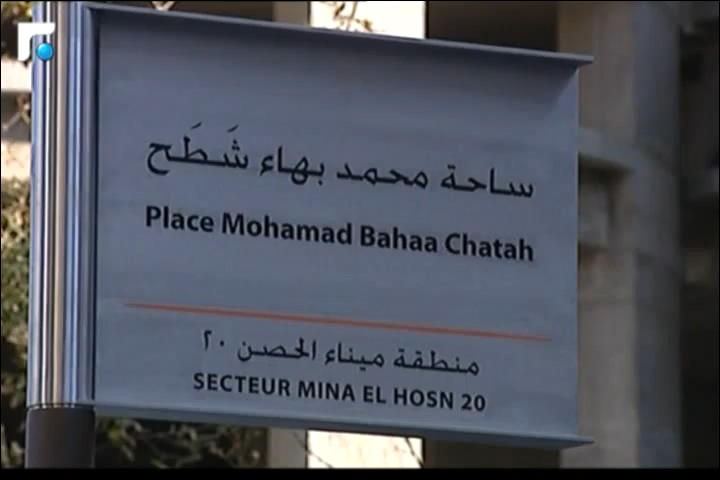 ساحة محمد بهاء شَطَح
Place Mohamad Bahaa Chatah
منطقة ميناء الحصن ٢٠
SECTEUR MINA EL HOSN 20